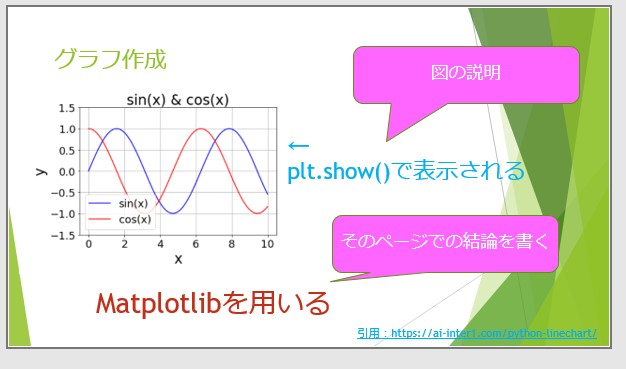 グラフ作成
図の説明
sin(x) & cos(x)
1.5
1.0
0.5
0.0
−0.5
−1.0
−1.5
y
sin(x)
cos(x)
0 2 4 6 8 10
x
←
plt.show()で表示される
そのページでの結論を書く
Matplotlibを用いる
引用：https://ai-inter1.com/python-linechart/